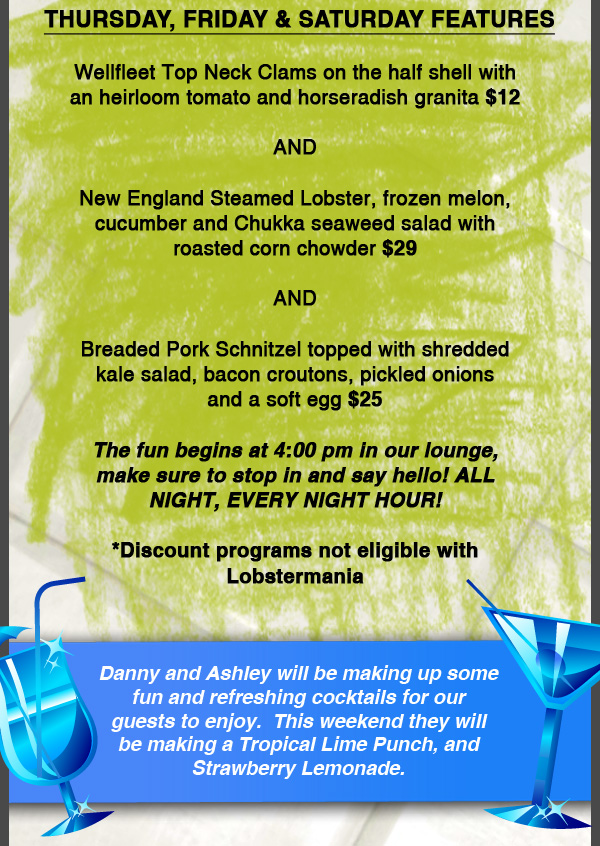 THURSDAY, FRIDAY & SATURDAY FEATURES
Wellfleet Top Neck Clams on the half shell with
an heirloom tomato and horseradish granita $12
AND
New England Steamed Lobster, frozen melon,
cucumber and Chukka seaweed salad with
roasted corn chowder $29
AND
Breaded Pork Schnitzel topped with shredded
kale salad, bacon croutons, pickled onions
and a soft egg $25
The fun begins at 4:00 pm in our lounge,
make sure to stop in and say hello! ALL
NIGHT, EVERY NIGHT HOUR!
*Discount programs not eligible with
Lobstermania
Danny and Ashley will be making up some
fun and refreshing cocktails for our
guests to enjoy.  This weekend they will
be making a Tropical Lime Punch, and
Strawberry Lemonade.